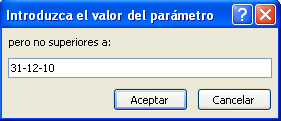 Introduzca el valor del parámetro
pero no superiores a:
31-12-10
Aceptar
Cancelar